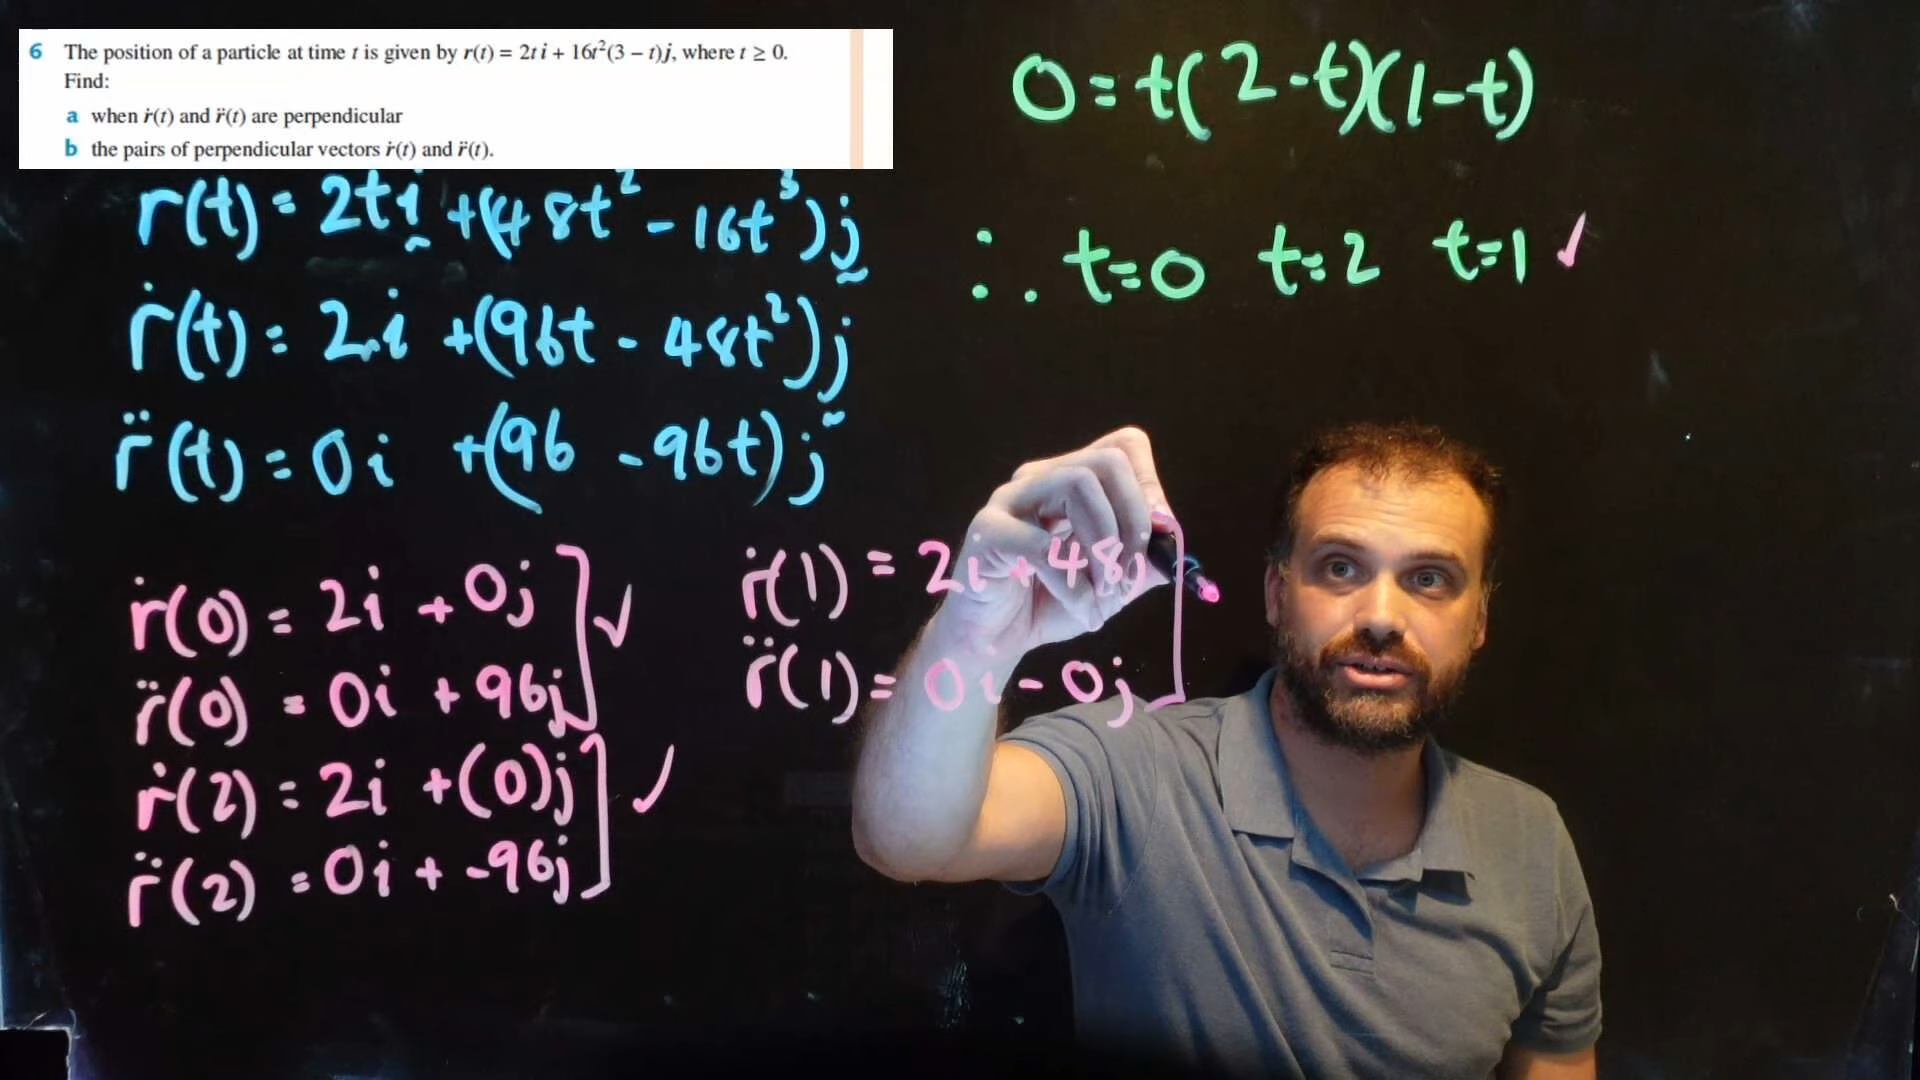 6 The position of a particle at time t is given by r(t) = 2t i + 16t²(3 – t)j, where t ≥ 0.
Find:
a when ṙ(t) and r̈(t) are perpendicular
b the pairs of perpendicular vectors ṙ(t) and r̈(t).
r(t) = 2ti + (48t² - 16t³)j
ṙ(t) = 2i + (96t - 48t²)j
r̈(t) = 0i + (96 - 96t)j
ṙ(0) = 2i + 0j ✓
r̈(0) = 0i + 96j
ṙ(2) = 2i + (0)j ✓
r̈(2) = 0i + -96j
0 = t(2-t)(1-t)
∴ t=0 t=2 t=1 ✓
ṙ(1) = 2i + 48j
r̈(1) = 0i - 0j